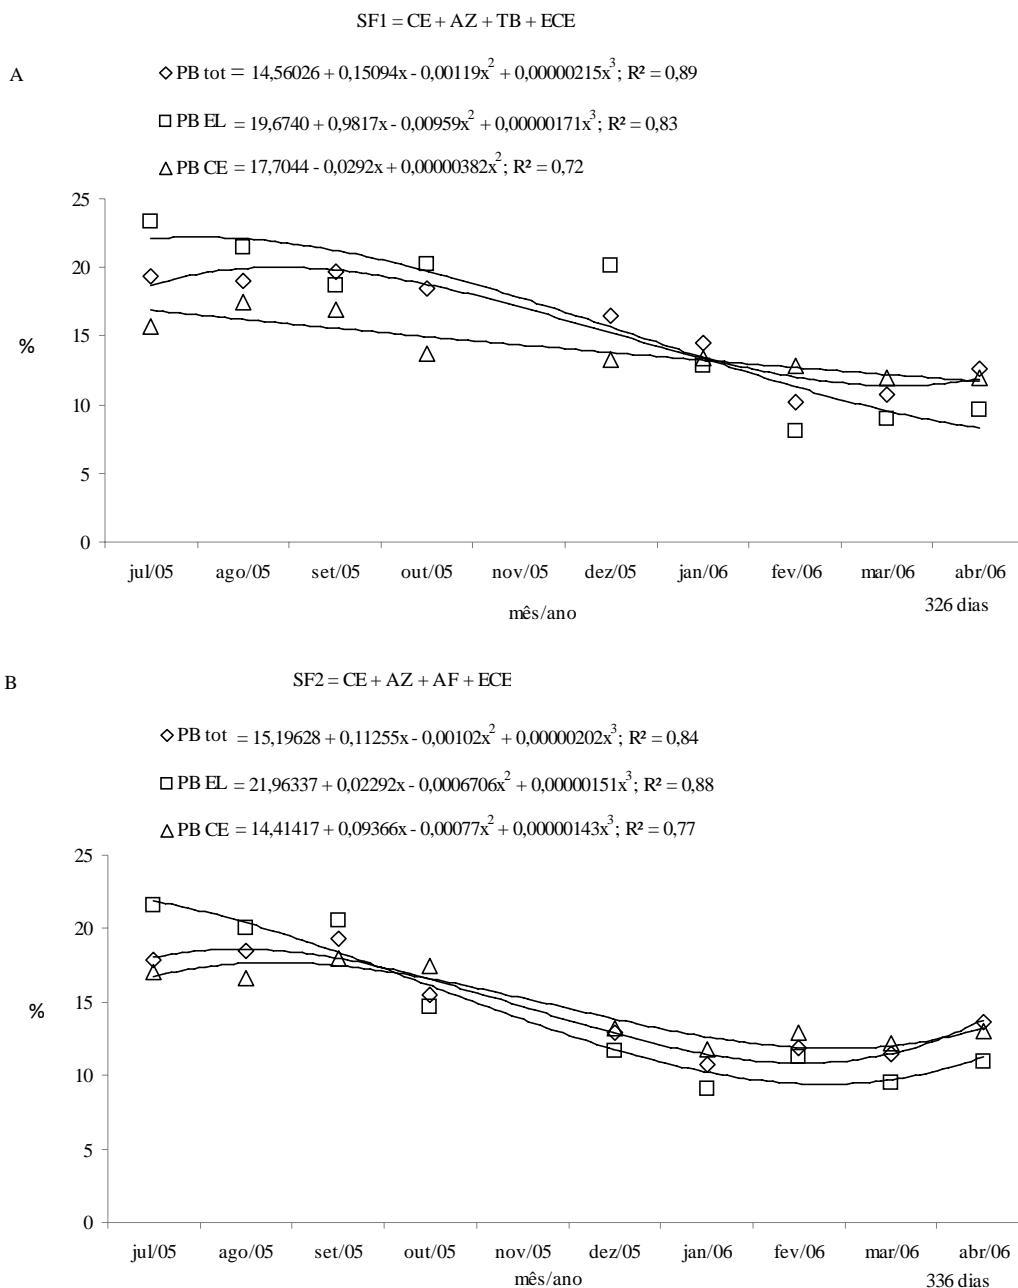 SF1 = CE + AZ + TB + ECE
A
◇ PB tot = 14,56026 + 0,15094x - 0,00119x² + 0,00000215x³; R² = 0,89
□ PB EL = 19,6740 + 0,9817x - 0,00959x² + 0,00000171x³; R² = 0,83
△ PB CE = 17,7044 - 0,0292x + 0,00000382x²; R² = 0,72
25
20
15
%
10
5
0
jul/05 ago/05 set/05 out/05 nov/05 dez/05 jan/06 fev/06 mar/06 abr/06
mês/ano
326 dias
B
SF2 = CE + AZ + AF + ECE
◇ PB tot = 15,19628 + 0,11255x - 0,00102x² + 0,00000202x³; R² = 0,84
□ PB EL = 21,96337 + 0,02292x - 0,0006706x² + 0,00000151x³; R² = 0,88
△ PB CE = 14,41417 + 0,09366x - 0,00077x² + 0,00000143x³; R² = 0,77
25
20
15
%
10
5
0
jul/05 ago/05 set/05 out/05 nov/05 dez/05 jan/06 fev/06 mar/06 abr/06
mês/ano
336 dias